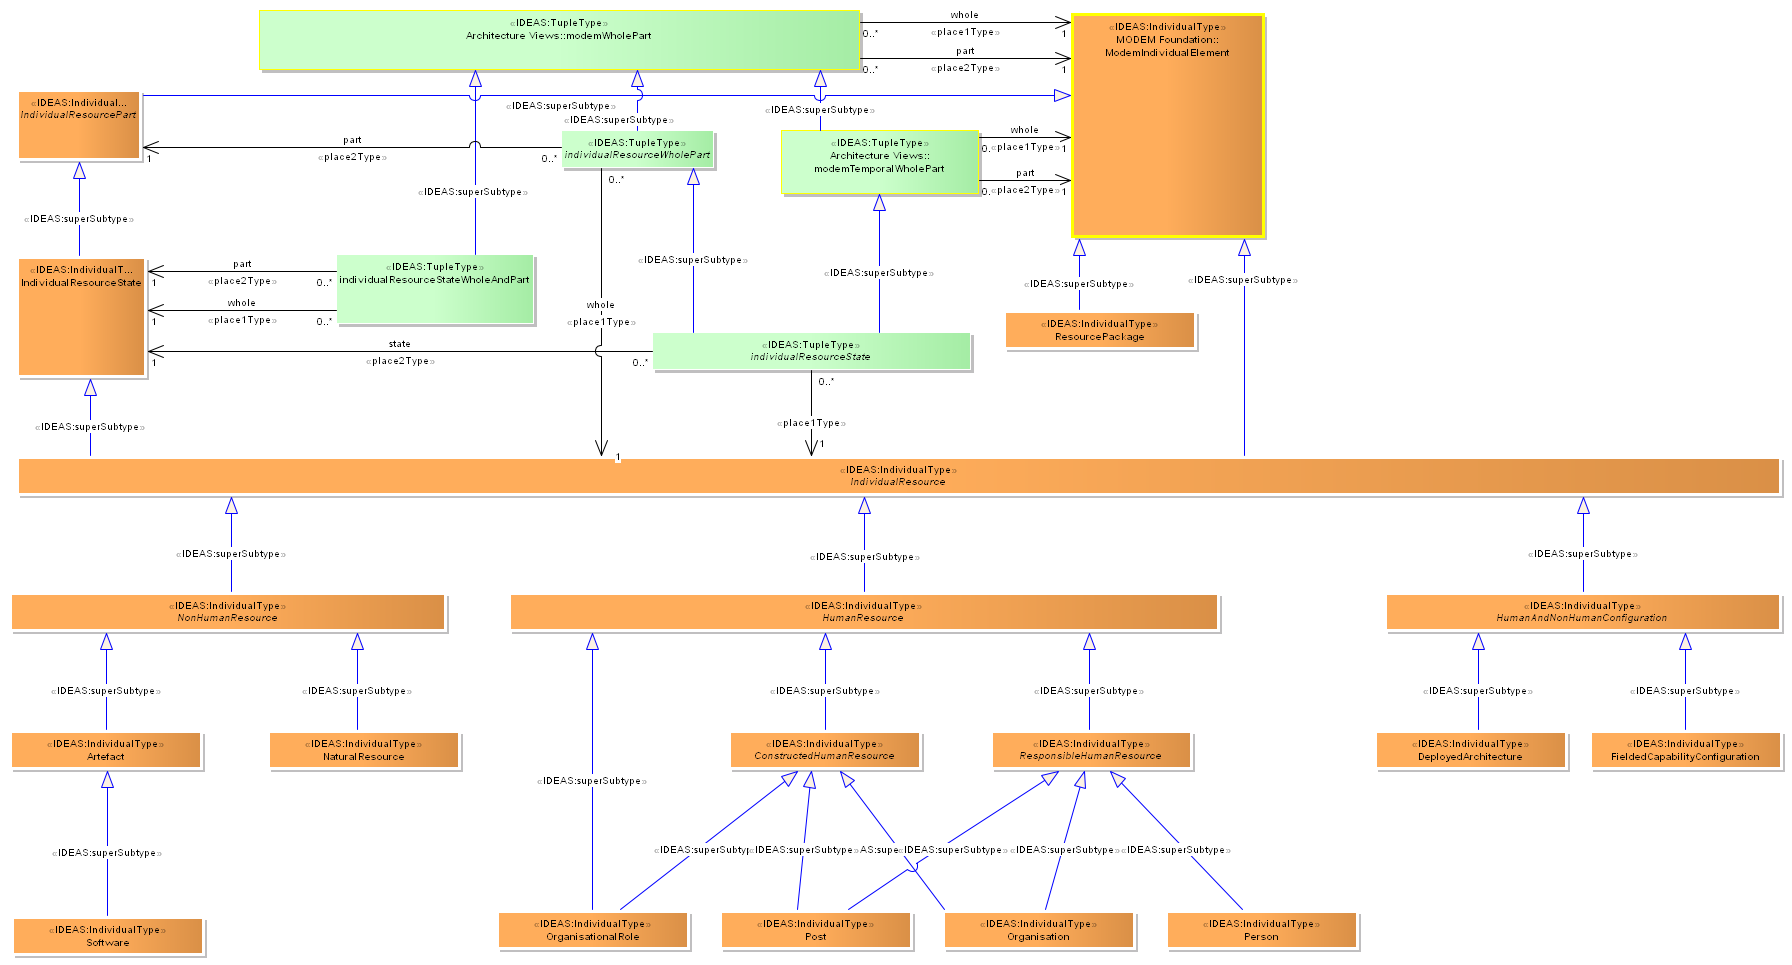 «IDEAS:TupleType»
Architecture Views::modemWholePart
whole
0..*
«place1Type»
1
part
0..*
«place2Type»
1
«IDEAS:IndividualType»
MODEM Foundation::
ModemIndividualElement
«IDEAS:Individual...
IndividualResourcePart
«IDEAS:superSubtype»
«IDEAS:superSubtype»
«IDEAS:superSubtype»
part
1
«place2Type»
0..*
«IDEAS:TupleType»
individualResourceWholePart
0..*
«IDEAS:TupleType»
Architecture Views::
modemTemporalWholePart
whole
0..
«place1Type»
1
part
0..
«place2Type»
1
«IDEAS:superSubtype»
«IDEAS:superSubtype»
«IDEAS:IndividualT...
IndividualResourceState
part
1
«place2Type»
0..*
whole
1
«place1Type»
0..*
«IDEAS:TupleType»
individualResourceStateWholeAndPart
«IDEAS:superSubtype»
«IDEAS:superSubtype»
«IDEAS:superSubtype»
«IDEAS:superSubtype»
whole
«place1Type»
«IDEAS:IndividualType»
ResourcePackage
state
1
«place2Type»
0..*
«IDEAS:TupleType»
individualResourceState
0..*
«place1Type»
1
«IDEAS:superSubtype»
1
«IDEAS:IndividualType»
IndividualResource
«IDEAS:superSubtype»
«IDEAS:superSubtype»
«IDEAS:superSubtype»
«IDEAS:IndividualType»
NonHumanResource
«IDEAS:IndividualType»
HumanResource
«IDEAS:IndividualType»
HumanAndNonHumanConfiguration
«IDEAS:superSubtype»
«IDEAS:superSubtype»
«IDEAS:superSubtype»
«IDEAS:superSubtype»
«IDEAS:superSubtype»
«IDEAS:superSubtype»
«IDEAS:IndividualType»
Artefact
«IDEAS:IndividualType»
NaturalResource
«IDEAS:IndividualType»
ConstructedHumanResource
«IDEAS:IndividualType»
ResponsibleHumanResource
«IDEAS:IndividualType»
DeployedArchitecture
«IDEAS:IndividualType»
FieldedCapabilityConfiguration
«IDEAS:superSubtype»
«IDEAS:superSubtype»
«IDEAS:superSubtyp
«IDEAS:superSubtype»
AS:supe
«IDEAS:superSubtype»
«IDEAS:superSubtype»
«IDEAS:superSubtype»
«IDEAS:IndividualType»
Software
«IDEAS:IndividualType»
OrganisationalRole
«IDEAS:IndividualType»
Post
«IDEAS:IndividualType»
Organisation
«IDEAS:IndividualType»
Person